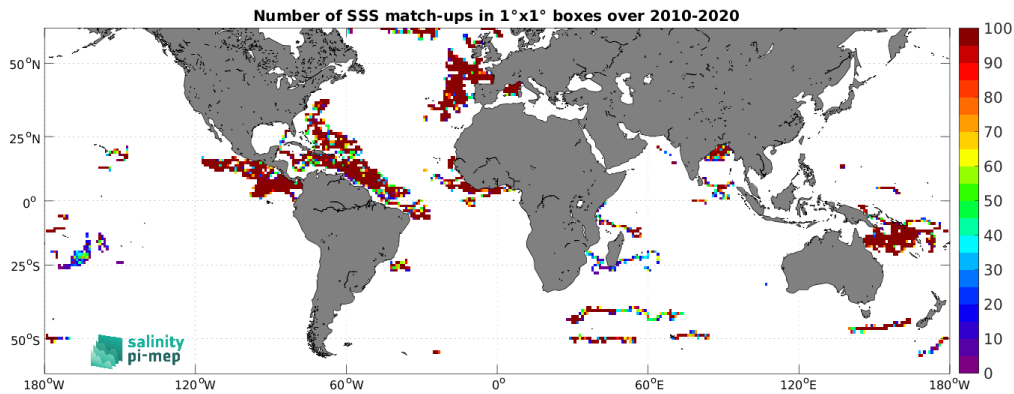 Number of SSS match-ups in 1°x1° boxes over 2010-2020
100
90
80
70
60
50
40
30
20
10
0
50°N
25°N
0°
25°S
50°S
salinity
pi-mep
180°W 120°W 60°W 0° 60°E 120°E 180°W